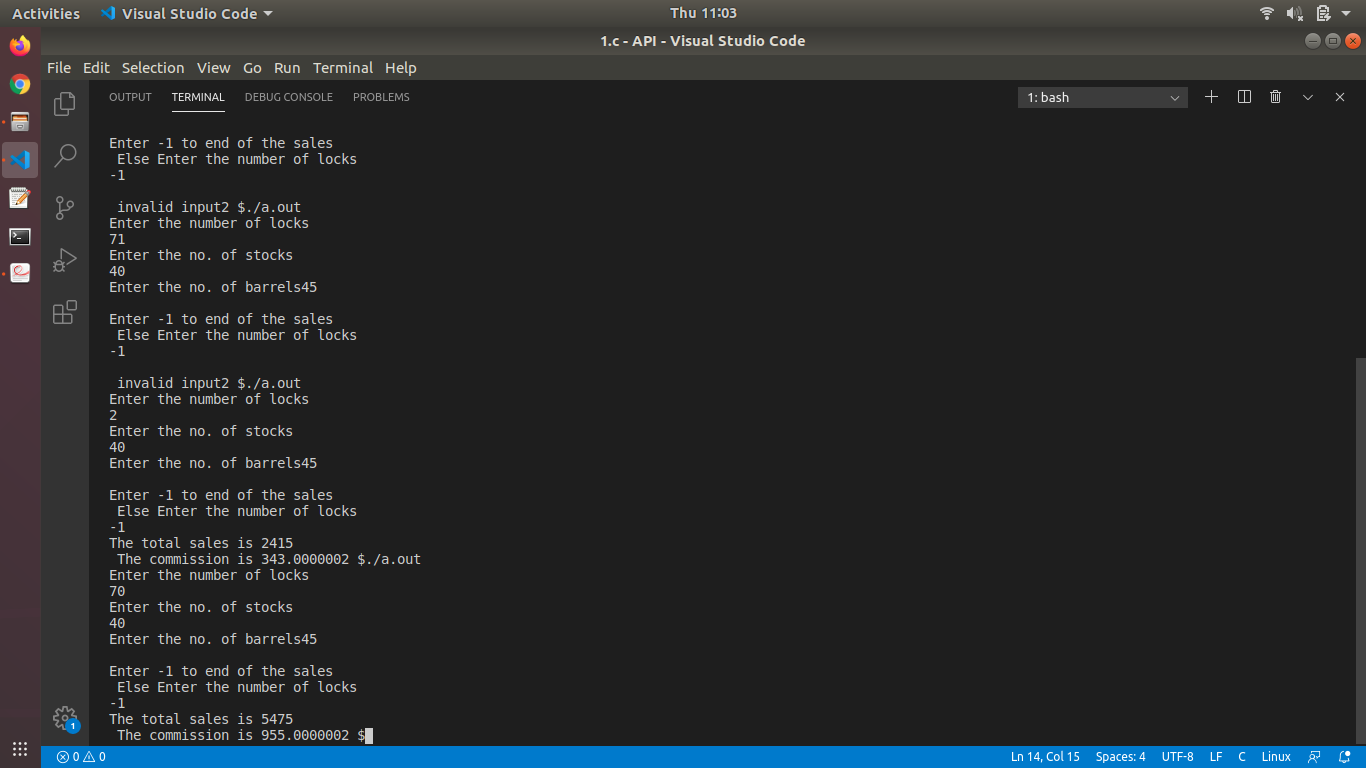 Activities Visual Studio Code Thu 11:03
1.c - API - Visual Studio Code
File Edit Selection View Go Run Terminal Help
OUTPUT TERMINAL DEBUG CONSOLE PROBLEMS 1: bash
Enter -1 to end of the sales
Else Enter the number of locks
-1
invalid input2 $./a.out
Enter the number of locks
71
Enter the no. of stocks
40
Enter the no. of barrels45
Enter -1 to end of the sales
Else Enter the number of locks
-1
invalid input2 $./a.out
Enter the number of locks
2
Enter the no. of stocks
40
Enter the no. of barrels45
Enter -1 to end of the sales
Else Enter the number of locks
-1
The total sales is 2415
The commission is 343.0000002 $./a.out
Enter the number of locks
70
Enter the no. of stocks
40
Enter the no. of barrels45
Enter -1 to end of the sales
Else Enter the number of locks
-1
The total sales is 5475
The commission is 955.0000002 $
1
0 0 Ln 14, Col 15 Spaces: 4 UTF-8 LF C Linux